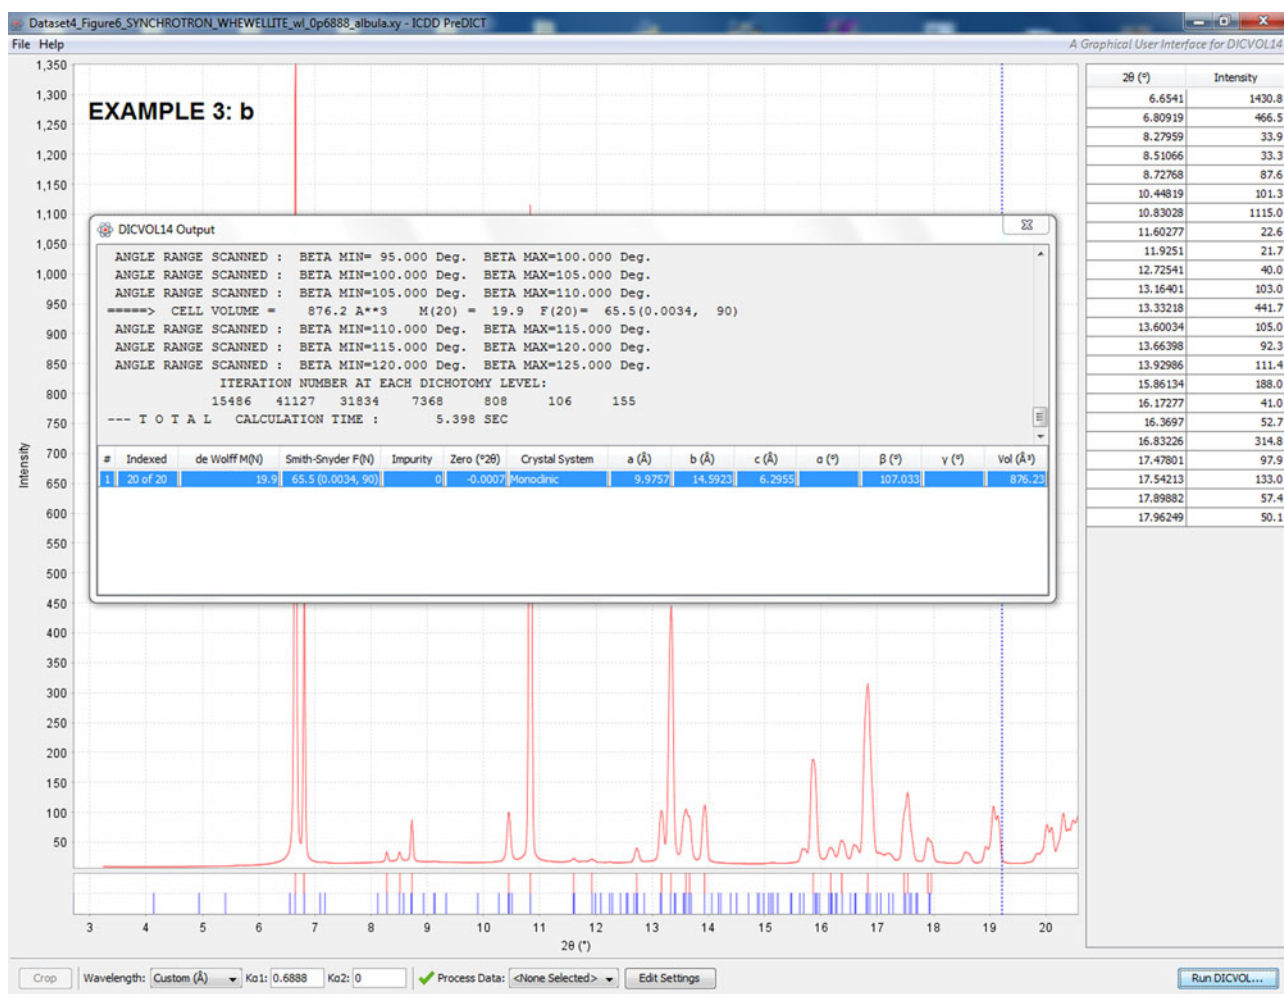 Dataset4_Figure6_SYNCHROTRON_WHEWELLITE_wl_0p6888_albula.xy - ICDD PreDICT
File Help
A Graphical User Interface for DICVOL14
EXAMPLE 3: b
1,350
1,300
1,250
1,200
1,150
1,100
1,050
1,000
950
900
850
800
750
700
650
600
550
500
450
400
350
300
250
200
150
100
50
Intensity
DICVOL14 Output
ANGLE RANGE SCANNED : BETA MIN= 95.000 Deg. BETA MAX=100.000 Deg.
ANGLE RANGE SCANNED : BETA MIN=100.000 Deg. BETA MAX=105.000 Deg.
ANGLE RANGE SCANNED : BETA MIN=105.000 Deg. BETA MAX=110.000 Deg.
=====> CELL VOLUME = 876.2 A**3 M(20) = 19.9 F(20)= 65.5(0.0034, 90)
ANGLE RANGE SCANNED : BETA MIN=110.000 Deg. BETA MAX=115.000 Deg.
ANGLE RANGE SCANNED : BETA MIN=115.000 Deg. BETA MAX=120.000 Deg.
ANGLE RANGE SCANNED : BETA MIN=120.000 Deg. BETA MAX=125.000 Deg.
ITERATION NUMBER AT EACH DICHOTOMY LEVEL:
15486 41127 31834 7368 808 106 155
--- T O T A L CALCULATION TIME : 5.398 SEC
# Indexed de Wolff M(N) Smith-Snyder F(N) Impurity Zero (°2θ) Crystal System a (Å) b (Å) c (Å) α (°) β (°) γ (°) Vol (Å³)
1 20 of 20 19.9 65.5 (0.0034, 90) 0 -0.0007 Monoclinic 9.9757 14.5923 6.2955 107.033 876.23
3 4 5 6 7 8 9 10 11 12 13 14 15 16 17 18 19 20
2θ (°)
2θ (°) Intensity
6.6541 1430.8
6.80919 466.5
8.27959 33.9
8.51066 33.3
8.72768 87.6
10.44819 101.3
10.83028 1115.0
11.60277 22.6
11.9251 21.7
12.72541 40.0
13.16401 103.0
13.33218 441.7
13.60034 105.0
13.66398 92.3
13.92986 111.4
15.86134 188.0
16.17277 41.0
16.3697 52.7
16.83226 314.8
17.47801 97.9
17.54213 133.0
17.89882 57.4
17.96249 50.1
Crop Wavelength: Custom (Å) Kα1: 0.6888 Kα2: 0 Process Data: <None Selected> Edit Settings Run DICVOL...